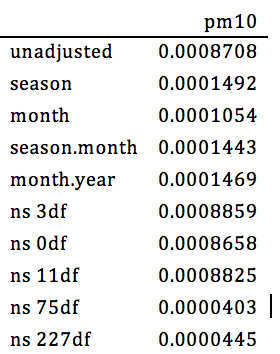 pm10
unadjusted 0.0008708
season 0.0001492
month 0.0001054
season.month 0.0001443
month.year 0.0001469
ns 3df 0.0008859
ns 0df 0.0008658
ns 11df 0.0008825
ns 75df 0.0000403
ns 227df 0.0000445